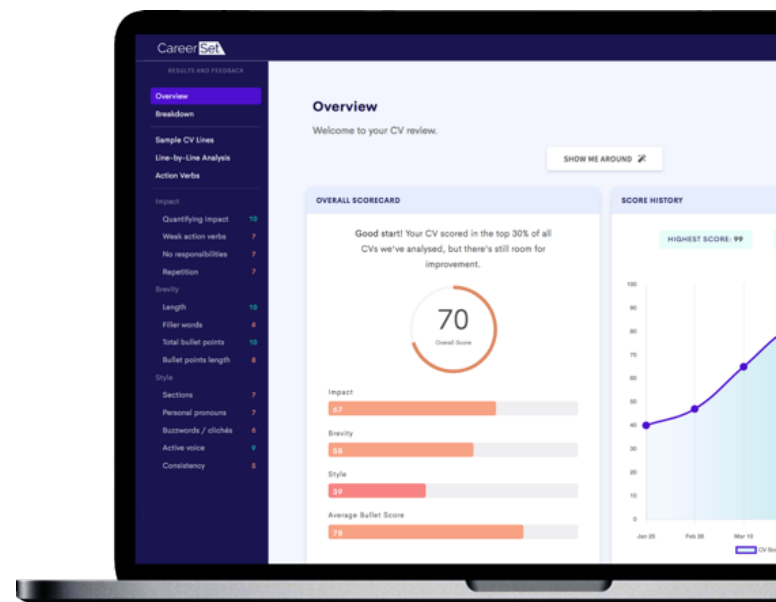 CareerSet
RESULTS AND FEEDBACK
Overview
Breakdown
Sample CV Lines
Line-by-Line Analysis
Action Verbs
Impact
Quantifying impact 10
Weak action verbs 7
No responsibilities 7
Repetition 7
Brevity
Length 10
Filler words 6
Total bullet points 10
Bullet points length 8
Style
Sections 7
Personal pronouns 7
Buzzwords / clichés 6
Active voice 9
Consistency 5
Overview
Welcome to your CV review.
SHOW ME AROUND
OVERALL SCORECARD
Good start! Your CV scored in the top 30% of all
CVs we've analysed, but there's still room for
improvement.
70
Overall Score
Impact
67
Brevity
58
Style
39
Average Bullet Score
78
SCORE HISTORY
HIGHEST SCORE: 99
100
90
80
70
60
50
40
30
20
10
0
Jan 25 Feb 28 Mar 10
CV